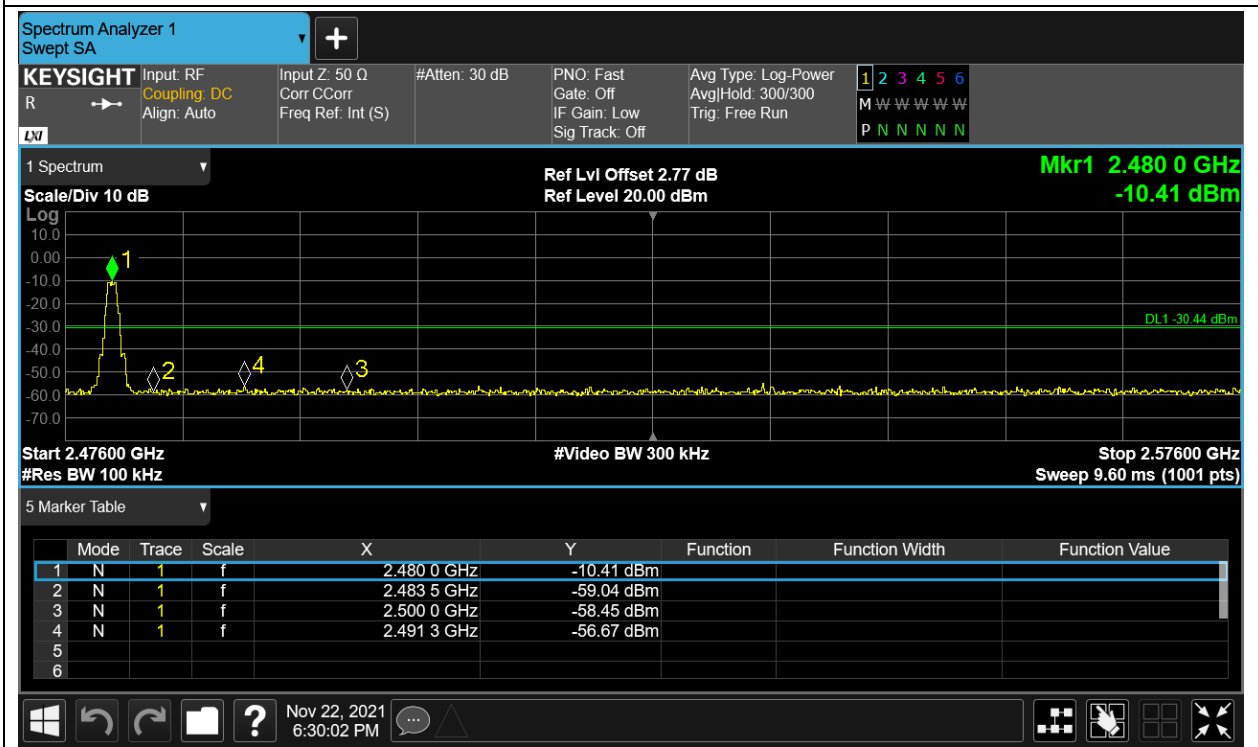 Spectrum Analyzer 1
Swept SA
+
KEYSIGHT Input: RF Input Z: 50 Ω #Atten: 30 dB PNO: Fast Avg Type: Log-Power 1 2 3 4 5 6
R Coupling: DC Corr CCorr Gate: Off Avg|Hold: 300/300 M W W W W W
Align: Auto Freq Ref: Int (S) IF Gain: Low Trig: Free Run
LXI Sig Track: Off P N N N N N
1 Spectrum Ref Lvl Offset 2.77 dB Mkr1 2.480 0 GHz
Scale/Div 10 dB Ref Level 20.00 dBm -10.41 dBm
Log
10.0
0.00 1
-10.0
-20.0
-30.0 DL1 -30.44 dBm
-40.0
-50.0 2 4 3
-60.0
-70.0
Start 2.47600 GHz #Video BW 300 kHz Stop 2.57600 GHz
#Res BW 100 kHz Sweep 9.60 ms (1001 pts)
5 Marker Table
Mode Trace Scale X Y Function Function Width Function Value
1 N 1 f 2.480 0 GHz -10.41 dBm
2 N 1 f 2.483 5 GHz -59.04 dBm
3 N 1 f 2.500 0 GHz -58.45 dBm
4 N 1 f 2.491 3 GHz -56.67 dBm
5
6
? Nov 22, 2021
6:30:02 PM